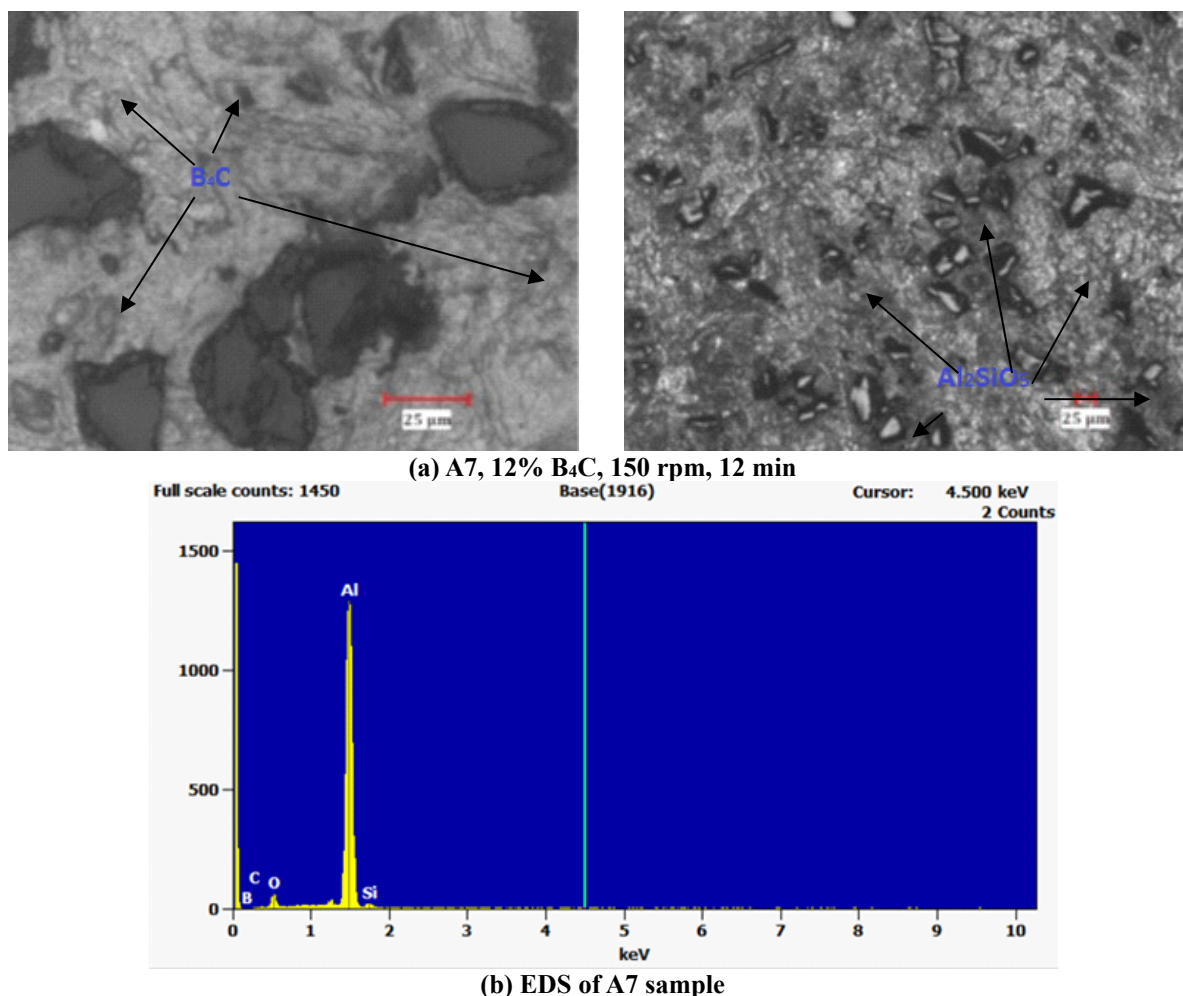 B₄C
25 μm
Al₂SiO₅
25 μm
(a) A7, 12% B₄C, 150 rpm, 12 min
Full scale counts: 1450 Base(1916) Cursor: 4.500 keV
2 Counts
1500
Al
1000
500
C
O
B
Si
0
0 1 2 3 4 5 6 7 8 9 10
keV
(b) EDS of A7 sample